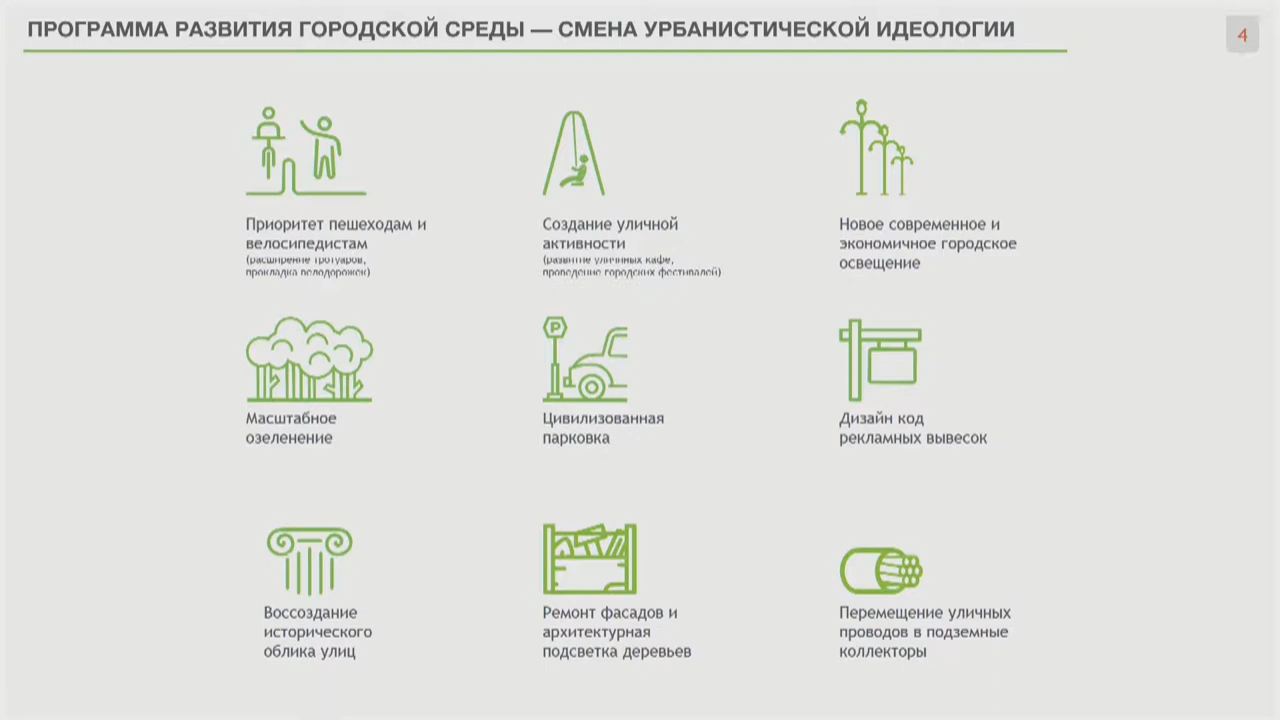 ПРОГРАММА РАЗВИТИЯ ГОРОДСКОЙ СРЕДЫ — СМЕНА УРБАНИСТИЧЕСКОЙ ИДЕОЛОГИИ
4
Приоритет пешеходам и
велосипедистам
(расширение тротуаров,
прокладка велодорожек)
Создание уличной
активности
(развитие уличных кафе,
проведение городских фестивалей)
Новое современное и
экономичное городское
освещение
Масштабное
озеленение
P
Цивилизованная
парковка
Дизайн код
рекламных вывесок
Воссоздание
исторического
облика улиц
Ремонт фасадов и
архитектурная
подсветка деревьев
Перемещение уличных
проводов в подземные
коллекторы